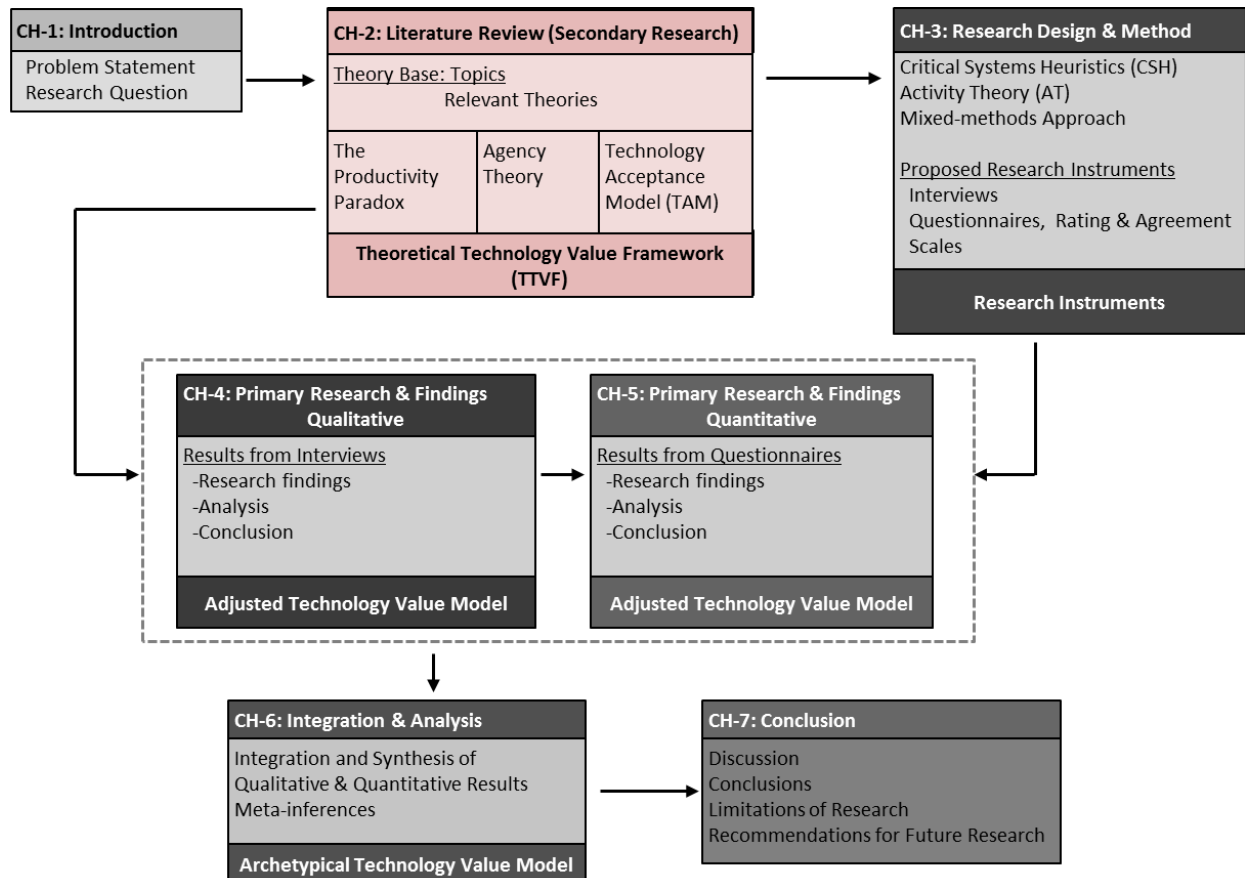 CH-1: Introduction
Problem Statement
Research Question
CH-2: Literature Review (Secondary Research)
Theory Base: Topics
Relevant Theories
The
Productivity
Paradox
Agency
Theory
Technology
Acceptance
Model (TAM)
Theoretical Technology Value Framework
(TTVF)
CH-3: Research Design & Method
Critical Systems Heuristics (CSH)
Activity Theory (AT)
Mixed-methods Approach
Proposed Research Instruments
Interviews
Questionnaires, Rating & Agreement
Scales
Research Instruments
CH-4: Primary Research & Findings
Qualitative
Results from Interviews
-Research findings
-Analysis
-Conclusion
Adjusted Technology Value Model
CH-5: Primary Research & Findings
Quantitative
Results from Questionnaires
-Research findings
-Analysis
-Conclusion
Adjusted Technology Value Model
CH-6: Integration & Analysis
Integration and Synthesis of
Qualitative & Quantitative Results
Meta-inferences
Archetypical Technology Value Model
CH-7: Conclusion
Discussion
Conclusions
Limitations of Research
Recommendations for Future Research